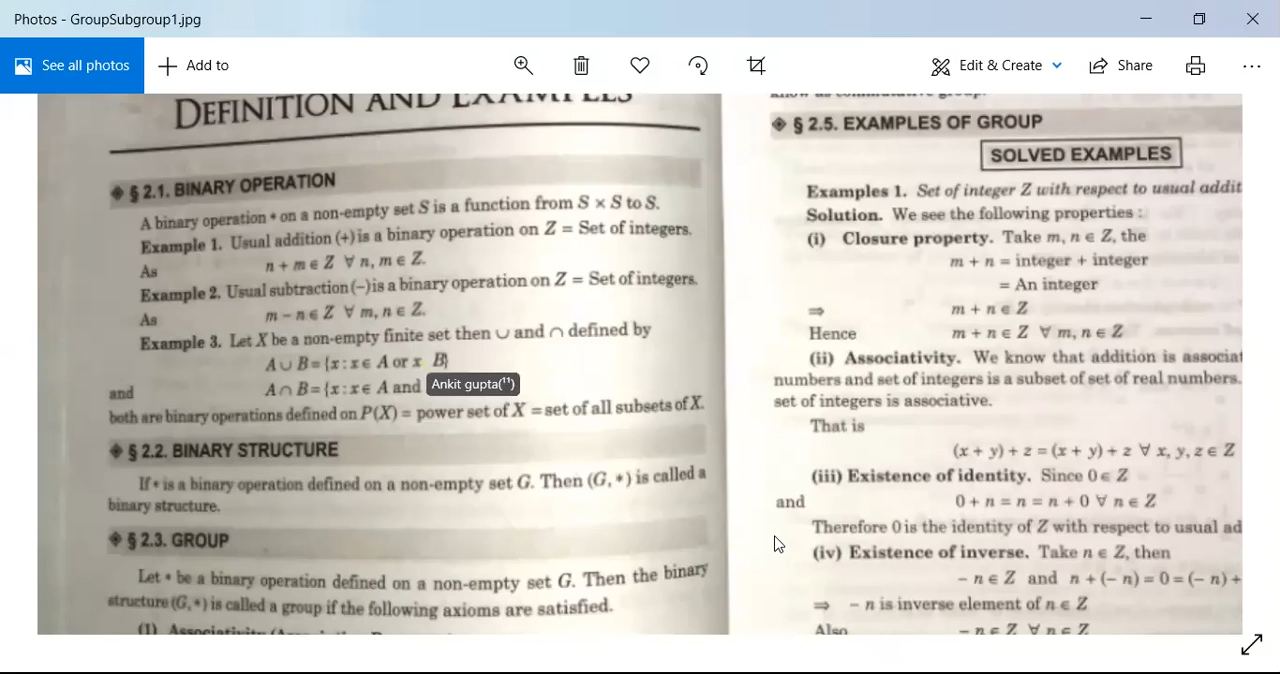 Photos - GroupSubgroup1.jpg
See all photos
Add to
Edit & Create
Share
DEFINITION AND EXAMPLES
§ 2.1. BINARY OPERATION
A binary operation * on a non-empty set S is a function from S × S to S.
Example 1. Usual addition (+) is a binary operation on Z = Set of integers.
As n + m ∈ Z ∀ n, m ∈ Z.
Example 2. Usual subtraction (–) is a binary operation on Z = Set of integers.
As m – n ∈ Z ∀ m, n ∈ Z.
Example 3. Let X be a non-empty finite set then ∪ and ∩ defined by
A ∪ B = {x : x ∈ A or x B}
Ankit gupta(¹¹)
and A ∩ B = {x : x ∈ A and
both are binary operations defined on P(X) = power set of X = set of all subsets of X.
§ 2.2. BINARY STRUCTURE
If * is a binary operation defined on a non-empty set G. Then (G, *) is called a
binary structure.
§ 2.3. GROUP
Let * be a binary operation defined on a non-empty set G. Then the binary
structure (G, *) is called a group if the following axioms are satisfied.
(1) Associativity
know as commutative group.
§ 2.5. EXAMPLES OF GROUP
SOLVED EXAMPLES
Examples 1. Set of integer Z with respect to usual addit
Solution. We see the following properties :
(i) Closure property. Take m, n ∈ Z, the
m + n = integer + integer
= An integer
⇒ m + n ∈ Z
Hence m + n ∈ Z ∀ m, n ∈ Z
(ii) Associativity. We know that addition is associat
numbers and set of integers is a subset of set of real numbers.
set of integers is associative.
That is
(x + y) + z = (x + y) + z ∀ x, y, z ∈ Z
(iii) Existence of identity. Since 0 ∈ Z
and 0 + n = n = n + 0 ∀ n ∈ Z
Therefore 0 is the identity of Z with respect to usual ad
(iv) Existence of inverse. Take n ∈ Z, then
– n ∈ Z and n + (– n) = 0 = (– n) +
⇒ – n is inverse element of n ∈ Z
Also – n ∈ Z ∀ n ∈ Z